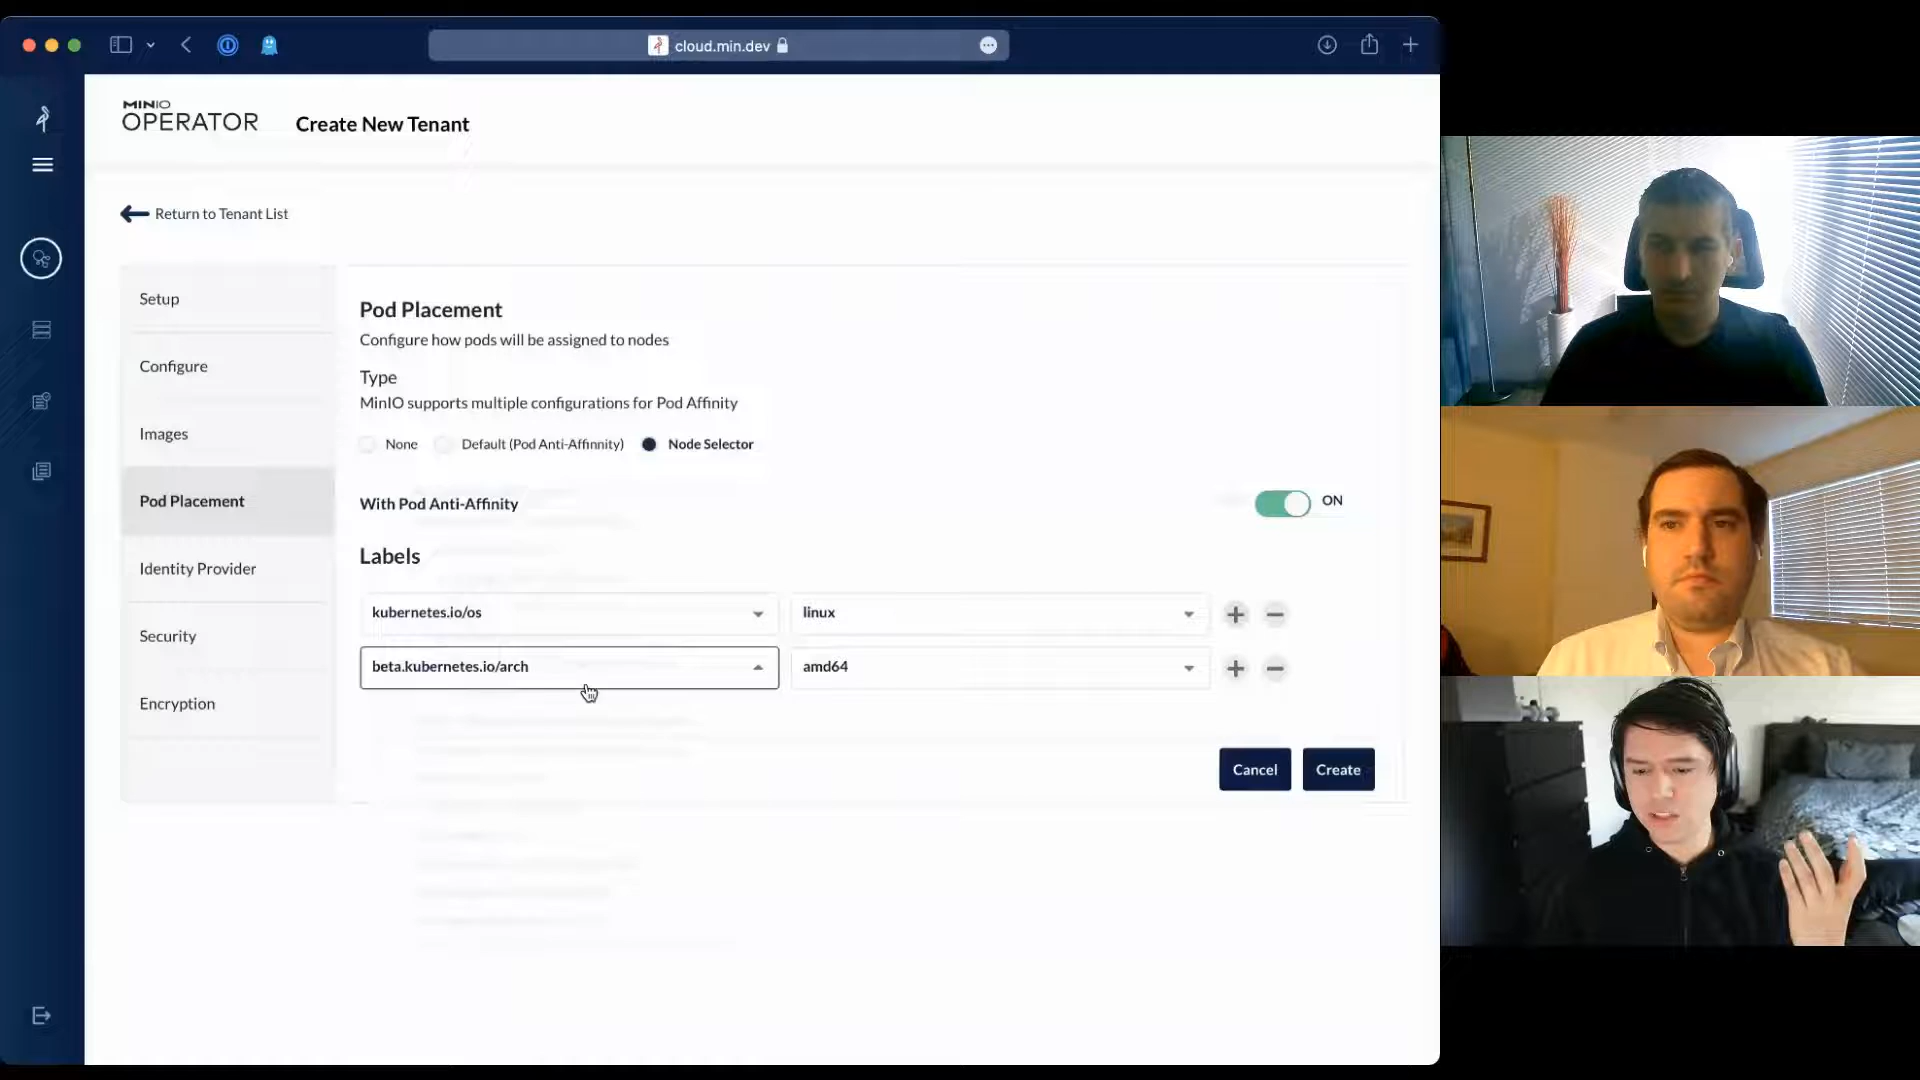 cloud.min.dev
MINIO
OPERATOR
Create New Tenant
Return to Tenant List
Setup
Configure
Images
Pod Placement
Identity Provider
Security
Encryption
Pod Placement
Configure how pods will be assigned to nodes
Type
MinIO supports multiple configurations for Pod Affinity
None Default (Pod Anti-Affinnity) Node Selector
With Pod Anti-Affinity ON
Labels
kubernetes.io/os linux
beta.kubernetes.io/arch amd64
Cancel Create